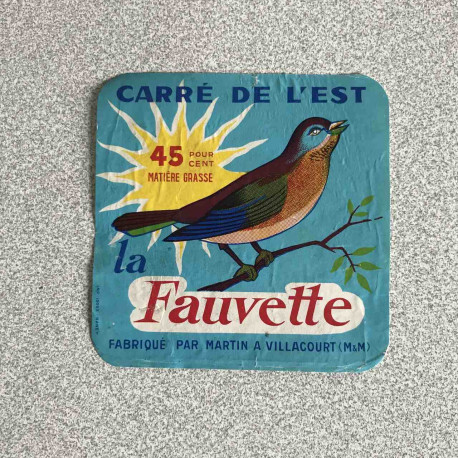 CARRÉ DE L'EST
45 POUR
CENT
MATIÈRE GRASSE
la
Fauvette
FABRIQUÉ PAR MARTIN A VILLACOURT (M&M)